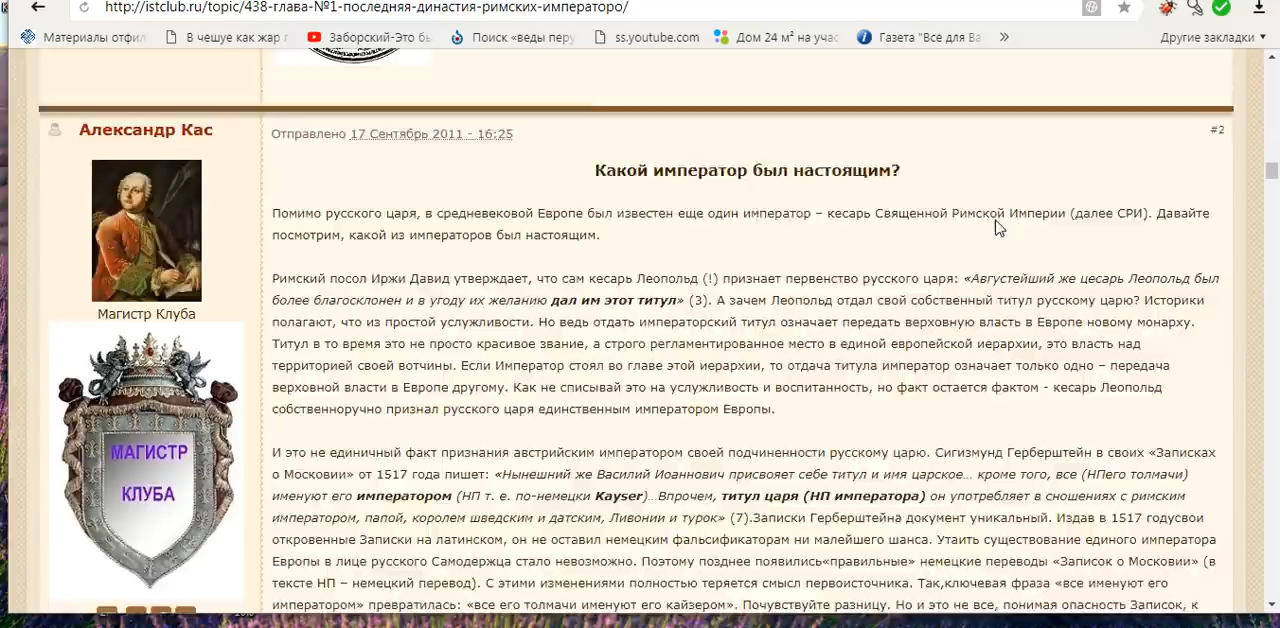 http://istclub.ru/topic/438-глава-№1-последняя-династия-римских-императоро/
Материалы отфил
В чешуе как жар г
Заборский-Это бы
Поиск «веды перу
ss.youtube.com
Дом 24 м² на учас
Газета "Все для Ва
»
Другие закладки
Александр Кас
Отправлено 17 Сентябрь 2011 - 16:25
#2
Какой император был настоящим?
Помимо русского царя, в средневековой Европе был известен еще один император – кесарь Священной Римской Империи (далее СРИ). Давайте
посмотрим, какой из императоров был настоящим.
Римский посол Иржи Давид утверждает, что сам кесарь Леопольд (!) признает первенство русского царя: «Августейший же цесарь Леопольд был
более благосклонен и в угоду их желанию дал им этот титул» (3). А зачем Леопольд отдал свой собственный титул русскому царю? Историки
полагают, что из простой услужливости. Но ведь отдать императорский титул означает передать верховную власть в Европе новому монарху.
Титул в то время это не просто красивое звание, а строго регламентированное место в единой европейской иерархии, это власть над
территорией своей вотчины. Если Император стоял во главе этой иерархии, то отдача титула император означает только одно – передача
верховной власти в Европе другому. Как не списывай это на услужливость и воспитанность, но факт остается фактом - кесарь Леопольд
собственноручно признал русского царя единственным императором Европы.
И это не единичный факт признания австрийским императором своей подчиненности русскому царю. Сигизмунд Герберштейн в своих «Записках
о Московии» от 1517 года пишет: «Нынешний же Василий Иоаннович присвояет себе титул и имя царское… кроме того, все (НПего толмачи)
именуют его императором (НП т. е. по-немецки Kayser)…Впрочем, титул царя (НП императора) он употребляет в сношениях с римским
императором, папой, королем шведским и датским, Ливонии и турок» (7).Записки Герберштейна документ уникальный. Издав в 1517 годусвои
откровенные Записки на латинском, он не оставил немецким фальсификаторам ни малейшего шанса. Утаить существование единого императора
Европы в лице русского Самодержца стало невозможно. Поэтому позднее появились«правильные» немецкие переводы «Записок о Московии» (в
тексте НП – немецкий перевод). С этими изменениями полностью теряется смысл первоисточника. Так,ключевая фраза «все именуют его
императором» превратилась: «все его толмачи именуют его кайзером». Почувствуйте разницу. Но и это не все, понимая опасность Записок, к
Магистр Клуба
МАГИСТР
КЛУБА